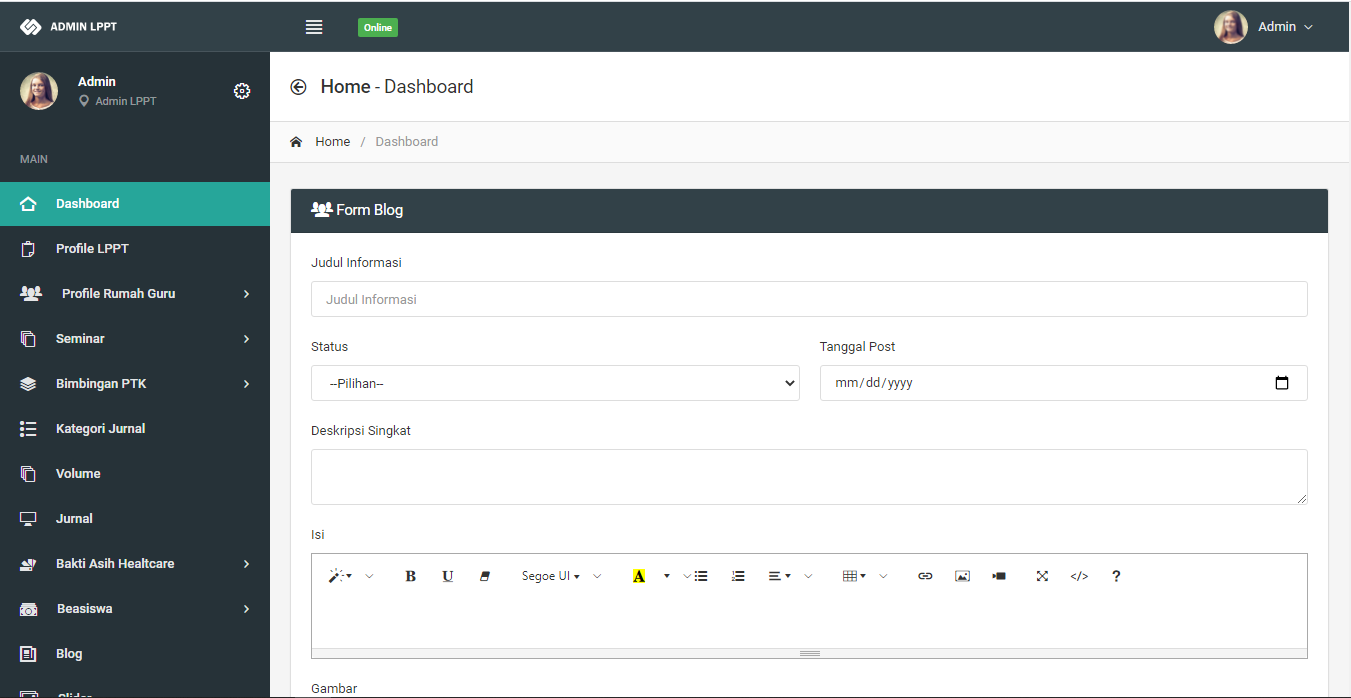 ADMIN LPPT
Online
Admin
Admin
Admin LPPT
MAIN
Dashboard
Profile LPPT
Profile Rumah Guru
Seminar
Bimbingan PTK
Kategori Jurnal
Volume
Jurnal
Bakti Asih Healtcare
Beasiswa
Blog
Slider
Home - Dashboard
Home / Dashboard
Form Blog
Judul Informasi
Judul Informasi
Status Tanggal Post
--Pilihan-- mm/dd/yyyy
Deskripsi Singkat
Isi
B U Segoe UI A </> ?
Gambar